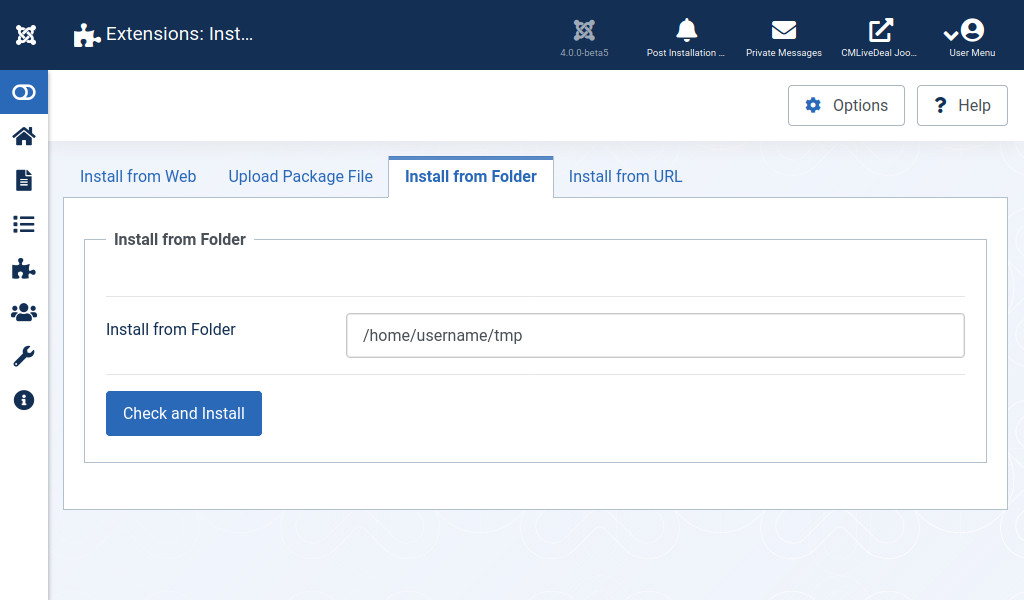 Extensions: Inst...
4.0.0-beta5
Post Installation ...
Private Messages
CMLiveDeal Joo...
User Menu
Options
? Help
Install from Web
Upload Package File
Install from Folder
Install from URL
Install from Folder
Install from Folder
/home/username/tmp
Check and Install